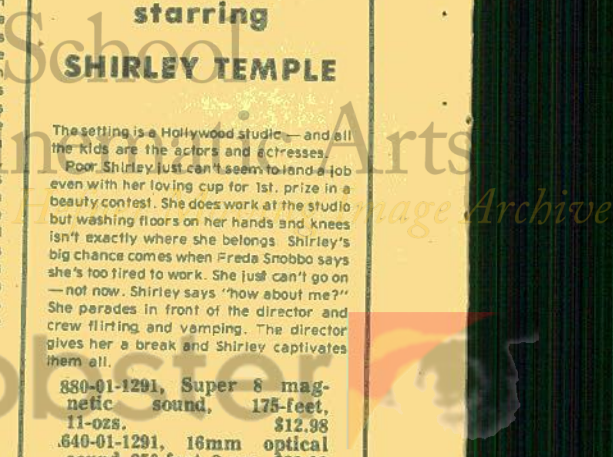 starring
SHIRLEY TEMPLE
The setting is a Hollywood studio — and all
the kids are the actors and actresses.
Poor Shirley just can't seem to land a job
even with her loving cup for 1st. prize in a
beauty contest. She does work at the studio
but washing floors on her hands and knees
isn't exactly where she belongs. Shirley's
big chance comes when Freda Snobbo says
she's too tired to work. She just can't go on
—not now. Shirley says "how about me?"
She parades in front of the director and
crew flirting and vamping. The director
gives her a break and Shirley captivates
them all.
880-01-1291, Super 8 mag-
netic sound, 175-feet,
11-ozs. $12.98
640-01-1291, 16mm optical
School
nematic Arts
Image Archive
obster